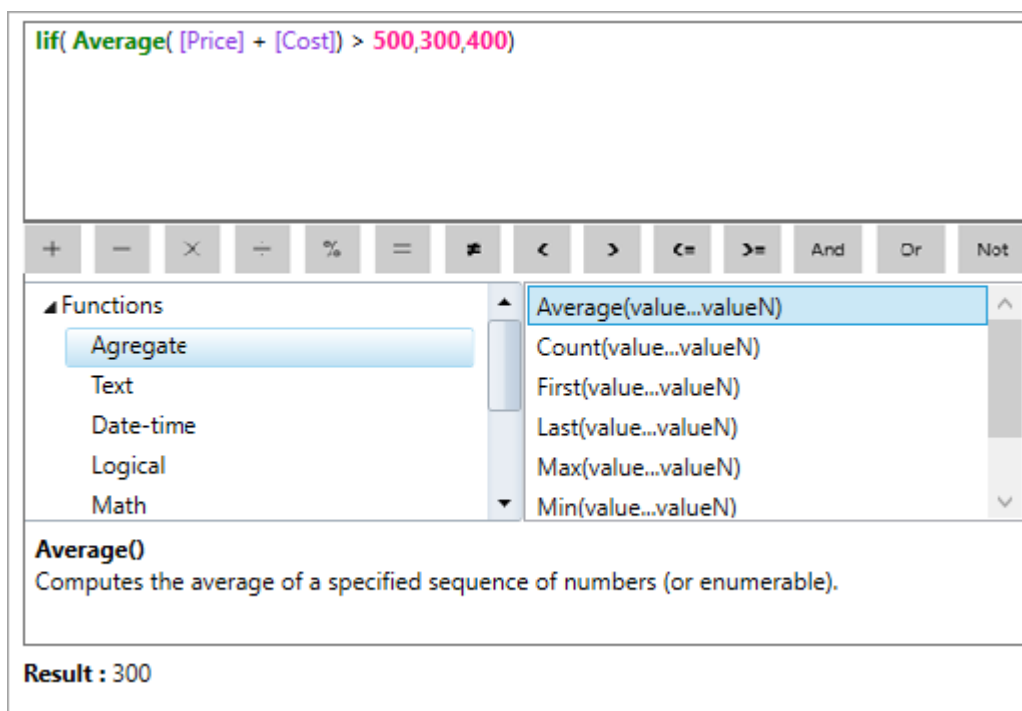 Iif( Average( [Price] + [Cost]) > 500,300,400)
+ − × ÷ % = ≠ < > <= >= And Or Not
Functions
Agregate
Text
Date-time
Logical
Math
Average(value...valueN)
Count(value...valueN)
First(value...valueN)
Last(value...valueN)
Max(value...valueN)
Min(value...valueN)
Average()
Computes the average of a specified sequence of numbers (or enumerable).
Result : 300